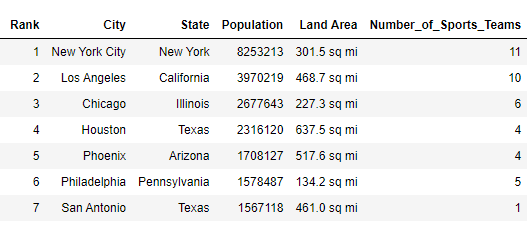 Rank City State Population Land Area Number_of_Sports_Teams
1 New York City New York 8253213 301.5 sq mi 11
2 Los Angeles California 3970219 468.7 sq mi 10
3 Chicago Illinois 2677643 227.3 sq mi 6
4 Houston Texas 2316120 637.5 sq mi 4
5 Phoenix Arizona 1708127 517.6 sq mi 4
6 Philadelphia Pennsylvania 1578487 134.2 sq mi 5
7 San Antonio Texas 1567118 461.0 sq mi 1